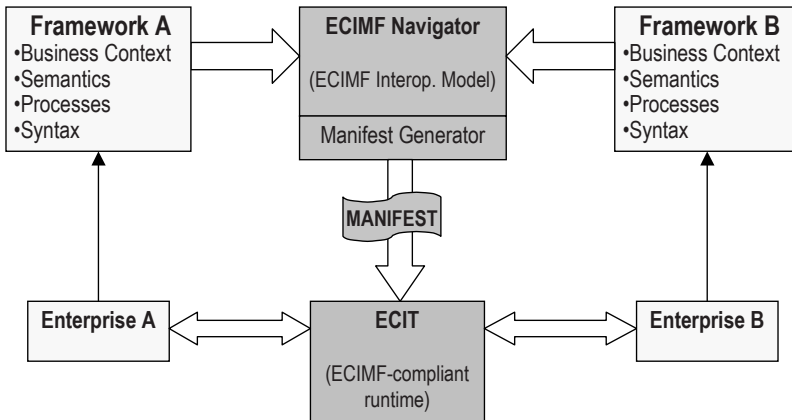 Framework A
•Business Context
•Semantics
•Processes
•Syntax
ECIMF Navigator
(ECIMF Interop. Model)
Manifest Generator
Framework B
•Business Context
•Semantics
•Processes
•Syntax
MANIFEST
Enterprise A
ECIT
(ECIMF-compliant
runtime)
Enterprise B